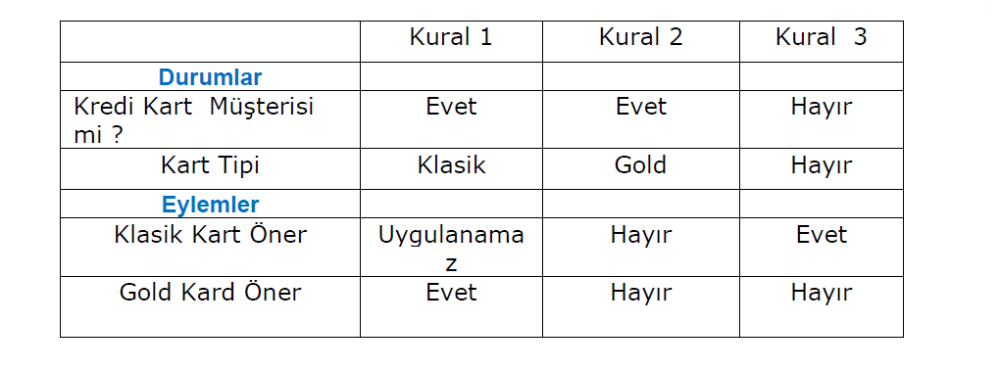 Kural 1 Kural 2 Kural 3
Durumlar
Kredi Kart Müşterisi mi ? Evet Evet Hayır
Kart Tipi Klasik Gold Hayır
Eylemler
Klasik Kart Öner Uygulanamaz Hayır Evet
Gold Kard Öner Evet Hayır Hayır